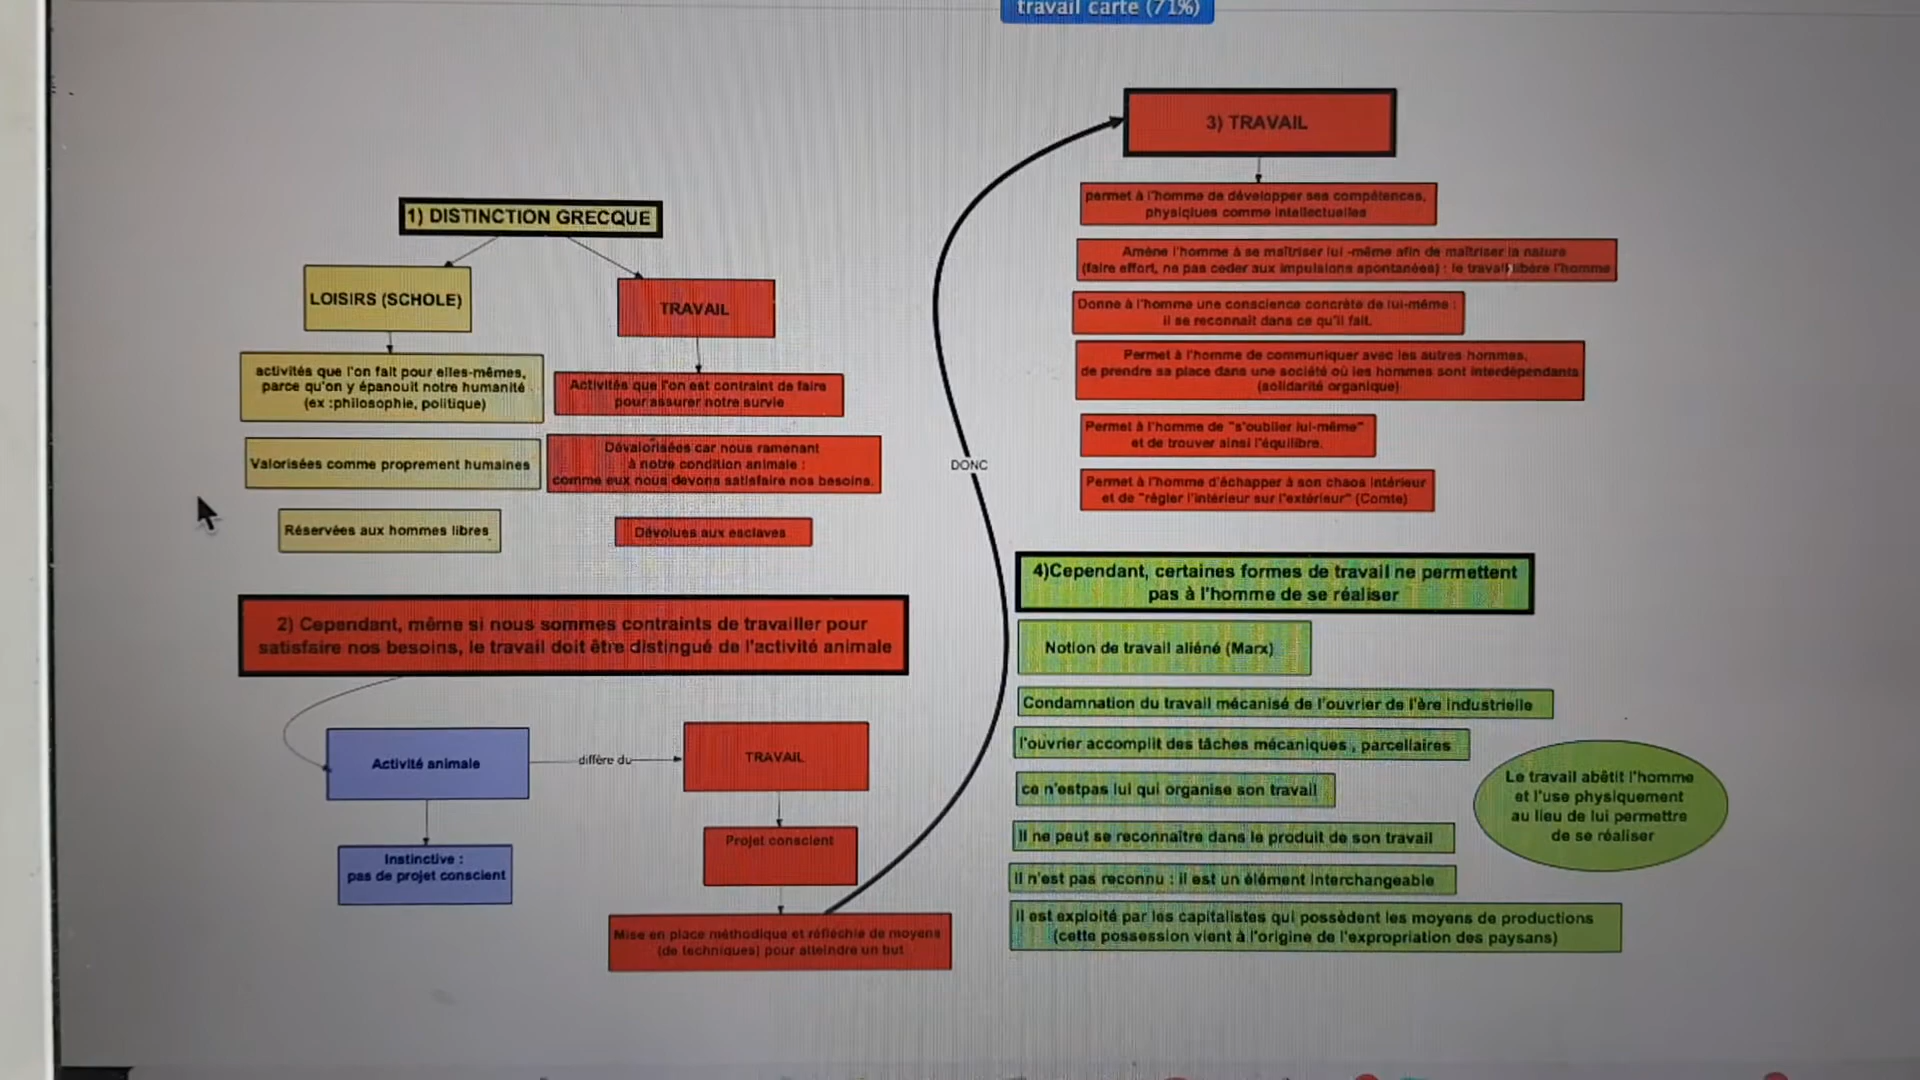 travail carte (71%)
1) DISTINCTION GRECQUE
LOISIRS (SCHOLE)
activités que l'on fait pour elles-mêmes,
parce qu'on y épanouit notre humanité
(ex :philosophie, politique)
Valorisées comme proprement humaines
Réservées aux hommes libres
TRAVAIL
Activités que l'on est contraint de faire
pour assurer notre survie
Dévalorisées car nous ramenant
à notre condition animale :
comme eux nous devons satisfaire nos besoins.
Dévolues aux esclaves
2) Cependant, même si nous sommes contraints de travailler pour
satisfaire nos besoins, le travail doit être distingué de l'activité animale
Activité animale
diffère du
TRAVAIL
Instinctive :
pas de projet conscient
Projet conscient
Mise en place méthodique et réfléchie de moyens
(de techniques) pour atteindre un but
DONC
3) TRAVAIL
permet à l'homme de développer ses compétences,
physiqiues comme intellectuelles
Amène l'homme à se maîtriser lui -même afin de maîtriser la nature
(faire effort, ne pas ceder aux impulsions spontanées) : le travail libère l'homme
Donne à l'homme une conscience concrète de lui-même :
il se reconnaît dans ce qu'il fait.
Permet à l'homme de communiquer avec les autres hommes,
de prendre sa place dans une société où les hommes sont interdépendants
(solidarité organique)
Permet à l'homme de "s'oublier lui-même"
et de trouver ainsi l'équilibre.
Permet à l'homme d'échapper à son chaos intérieur
et de "régler l'intérieur sur l'extérieur" (Comte)
4)Cependant, certaines formes de travail ne permettent
pas à l'homme de se réaliser
Notion de travail aliéné (Marx)
Condamnation du travail mécanisé de l'ouvrier de l'ère industrielle
l'ouvrier accomplit des tâches mécaniques , parcellaires
ce n'estpas lui qui organise son travail
Il ne peut se reconnaître dans le produit de son travail
Il n'est pas reconnu : il est un élément interchangeable
Il est exploité par les capitalistes qui possèdent les moyens de productions
(cette possession vient à l'origine de l'expropriation des paysans)
Le travail abêtit l'homme
et l'use physiquement
au lieu de lui permettre
de se réaliser